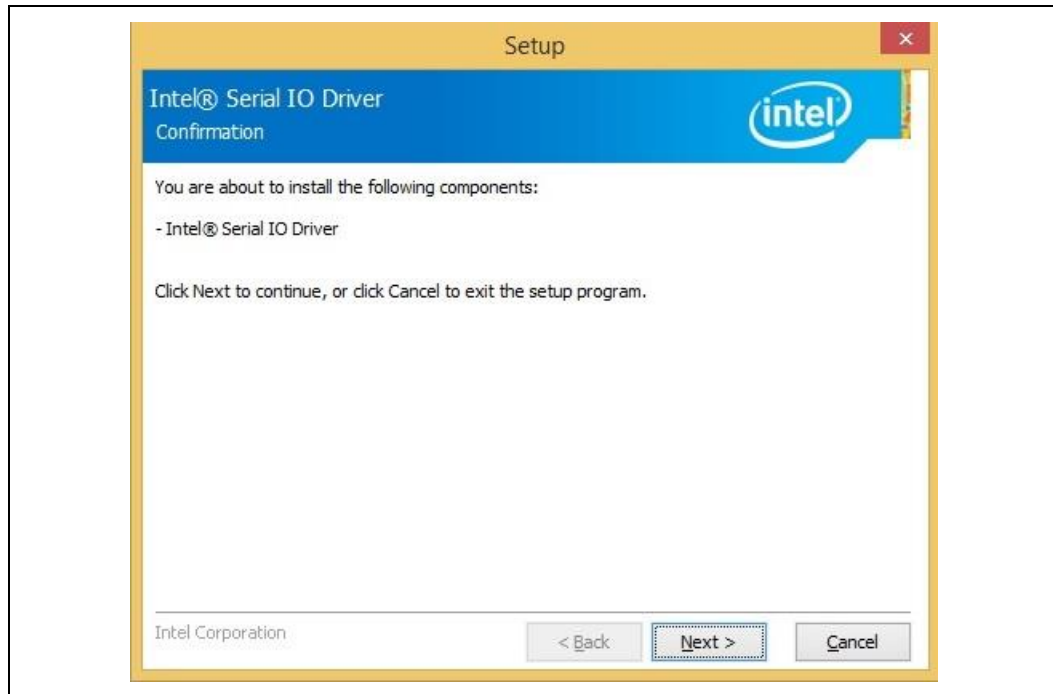 Setup
Intel® Serial IO Driver
Confirmation
intel
You are about to install the following components:
- Intel® Serial IO Driver
Click Next to continue, or click Cancel to exit the setup program.
Intel Corporation
< Back Next > Cancel